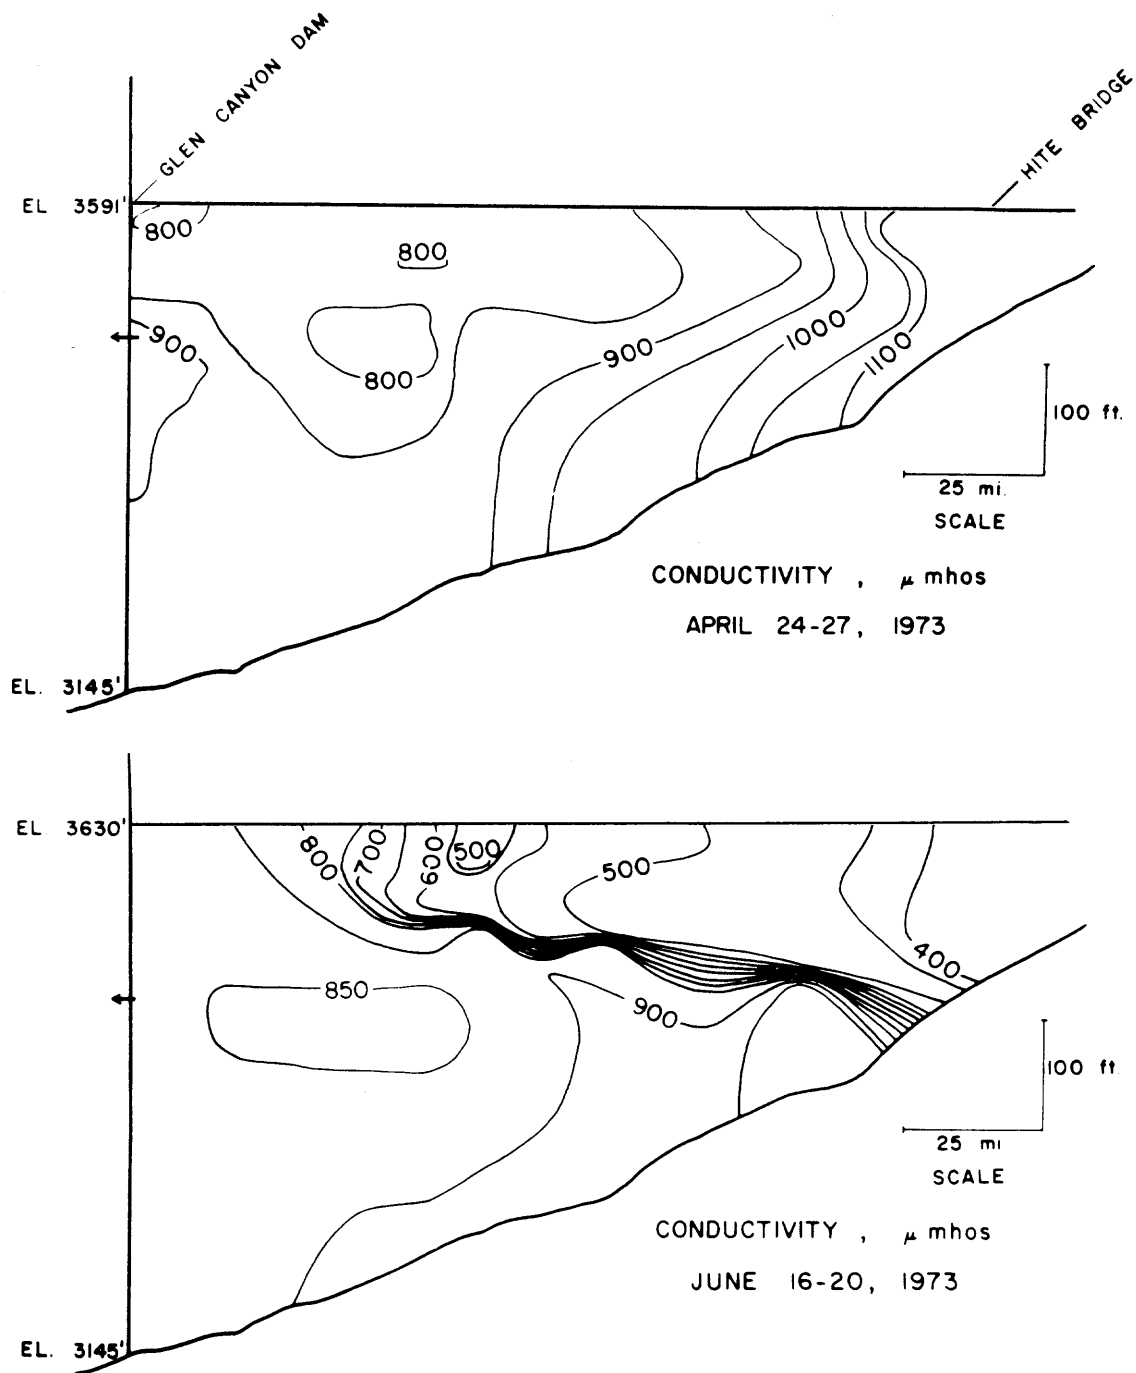 GLEN CANYON DAM
HITE BRIDGE
EL 3591'
800
800
900
800
900
1000
1100
100 ft.
25 mi.
SCALE
CONDUCTIVITY , μ mhos
APRIL 24-27, 1973
EL. 3145'
EL 3630'
800
700
600
500
500
400
850
900
100 ft.
25 mi
SCALE
CONDUCTIVITY , μ mhos
JUNE 16-20, 1973
EL. 3145'